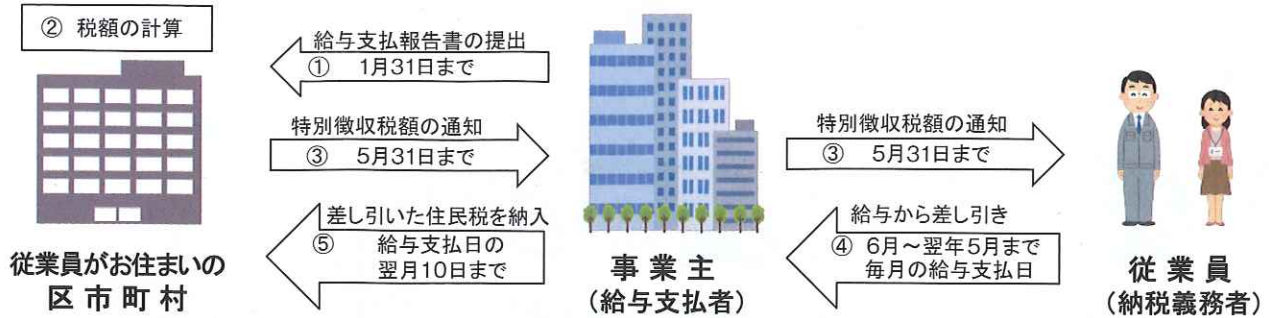 ② 税額の計算
給与支払報告書の提出
① 1月31日まで
特別徴収税額の通知
③ 5月31日まで
差し引いた住民税を納入
⑤ 給与支払日の
翌月10日まで
従業員がお住まいの
区市町村
事業主
(給与支払者)
特別徴収税額の通知
③ 5月31日まで
給与から差し引き
④ 6月～翌年5月まで
毎月の給与支払日
従業員
(納税義務者)